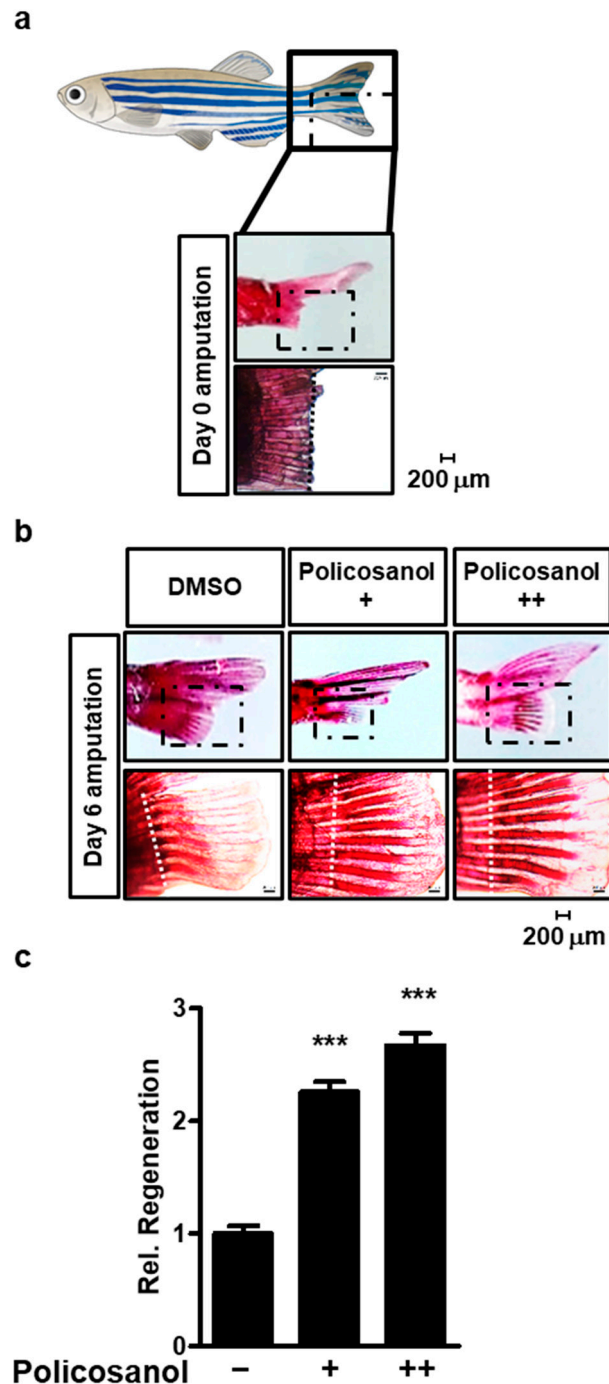 a
Day 0 amputation
200 μm
b
DMSO
Policosanol
+
Policosanol
++
Day 6 amputation
200 μm
c
Rel. Regeneration
3
2
1
0
***
***
Policosanol
– + ++